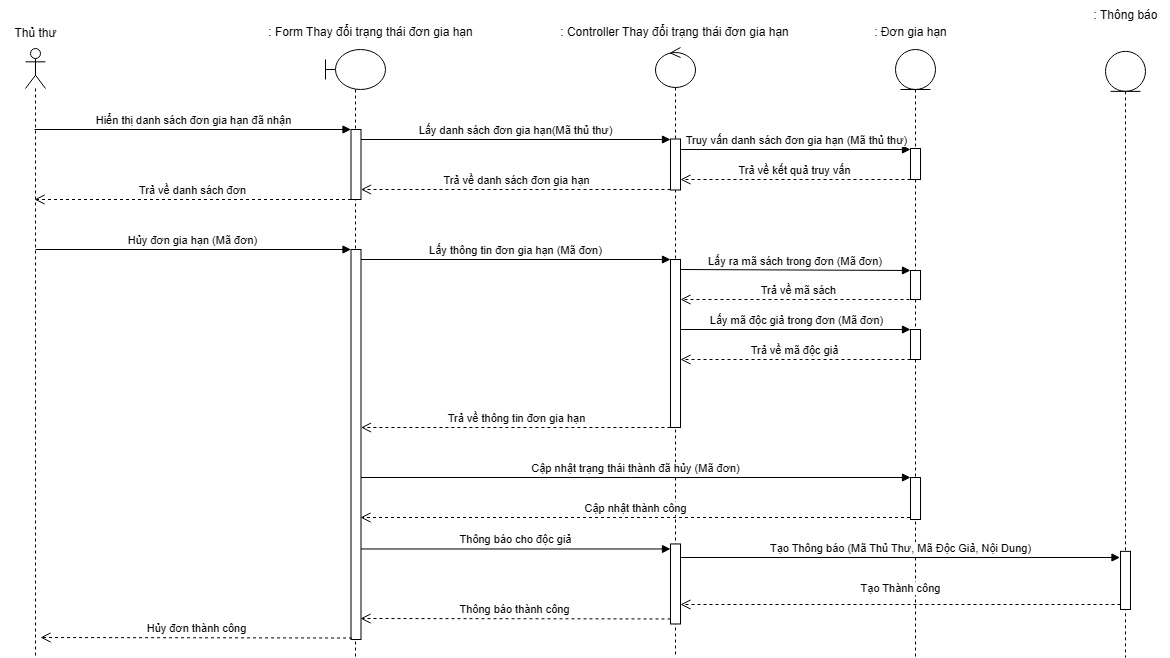 : Thông báo
Thủ thư
: Form Thay đổi trạng thái đơn gia hạn
: Controller Thay đổi trạng thái đơn gia hạn
: Đơn gia hạn
Hiển thị danh sách đơn gia hạn đã nhận
Lấy danh sách đơn gia hạn(Mã thủ thư)
Truy vấn danh sách đơn gia hạn (Mã thủ thư)
Trả về kết quả truy vấn
Trả về danh sách đơn gia hạn
Trả về danh sách đơn
Hủy đơn gia hạn (Mã đơn)
Lấy thông tin đơn gia hạn (Mã đơn)
Lấy ra mã sách trong đơn (Mã đơn)
Trả về mã sách
Lấy mã độc giả trong đơn (Mã đơn)
Trả về mã độc giả
Trả về thông tin đơn gia hạn
Cập nhật trạng thái thành đã hủy (Mã đơn)
Cập nhật thành công
Thông báo cho độc giả
Tạo Thông báo (Mã Thủ Thư, Mã Độc Giả, Nội Dung)
Tạo Thành công
Thông báo thành công
Hủy đơn thành công